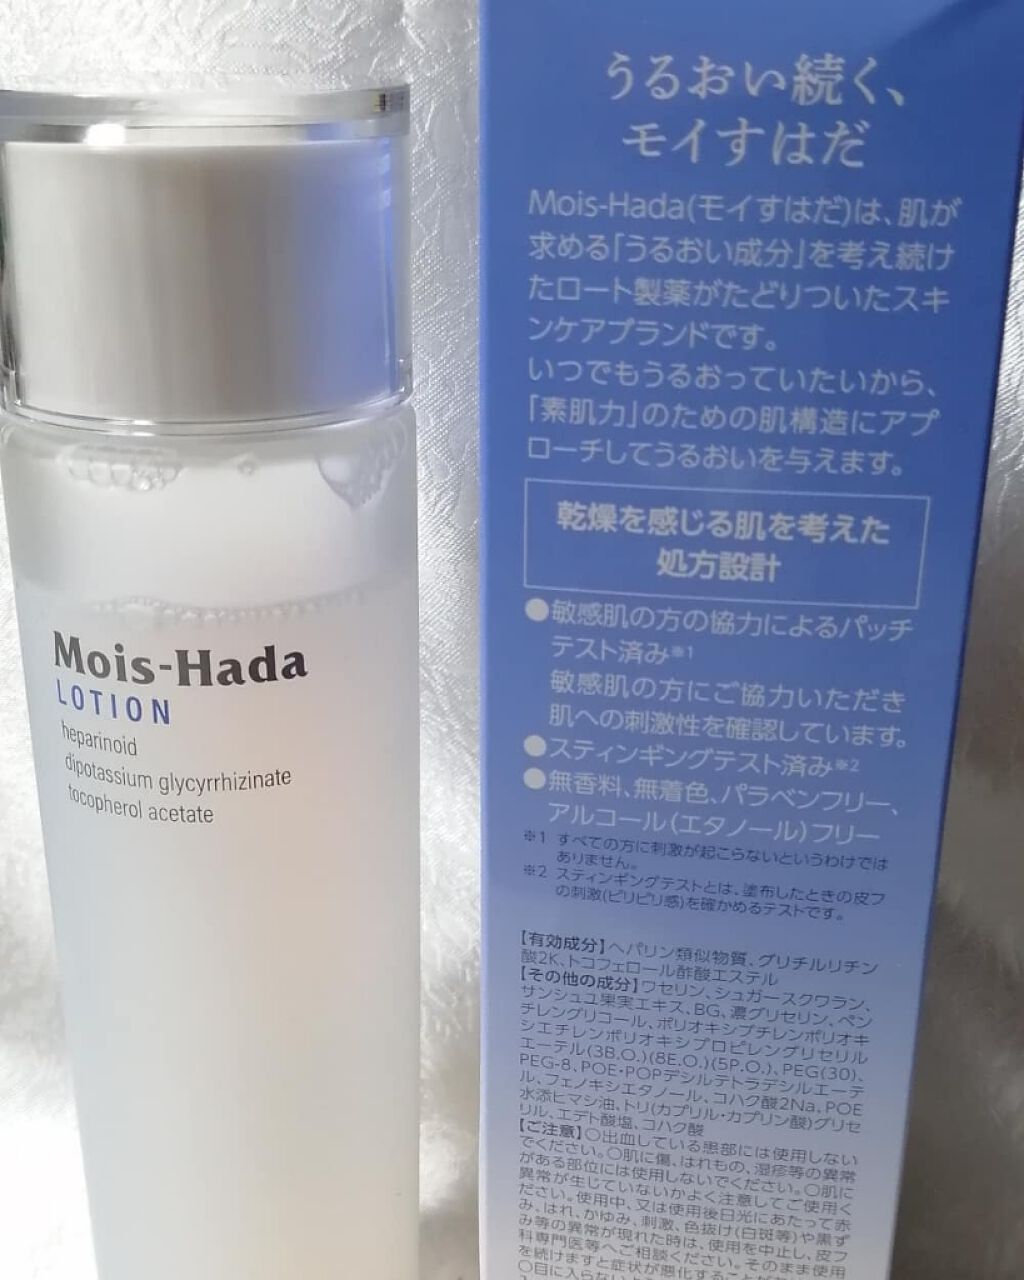 Mois-Hada
LOTION
heparinoid
dipotassium glycyrrhizinate
tocopherol acetate
うるおい続く、
モイすはだ
Mois-Hada(モイすはだ)は、肌が
求める「うるおい成分」を考え続け
たロート製薬がたどりついたスキ
ンケアブランドです。
いつでもうるおっていたいから、
「素肌力」のための肌構造にアプ
ローチしてうるおいを与えます。
乾燥を感じる肌を考えた
処方設計
●敏感肌の方の協力によるパッチ
テスト済み※1
敏感肌の方にご協力いただき
肌への刺激性を確認しています。
●スティンギングテスト済み※2
●無香料、無着色、パラベンフリー、
アルコール(エタノール)フリー
※1 すべての方に刺激が起こらないというわけでは
ありません。
※2 スティンギングテストとは、塗布したときの皮フ
の刺激(ピリピリ感)を確かめるテストです。
【有効成分】ヘパリン類似物質、グリチルリチン
酸2K、トコフェロール酢酸エステル
【その他の成分】ワセリン、シュガースクワラン、
サンシュユ果実エキス、BG、濃グリセリン、ペン
チレングリコール、ポリオキシブチレンポリオキ
シエチレンポリオキシプロピレングリセリル
エーテル(3B.O.)(8E.O.)(5P.O.)、PEG(30)、
PEG-8、POE・POPデシルテトラデシルエーテ
ル、フェノキシエタノール、コハク酸2Na、POE
水添ヒマシ油、トリ(カプリル・カプリン酸)グリセ
リル、エデト酸塩、コハク酸
【ご注意】○出血している患部には使用しない
でください。○肌に傷、はれもの、湿疹等の異常
がある部位には使用しないでください。○肌に
異常が生じていないかよく注意してご使用く
ださい。使用中、又は使用後日光にあたって赤
み、はれ、かゆみ、刺激、色抜け(白斑等)や黒ず
み等の異常が現れた時は、使用を中止し、皮フ
科専門医等へご相談ください。そのまま使用
を続けますと症状が悪化することが
○目に入らない